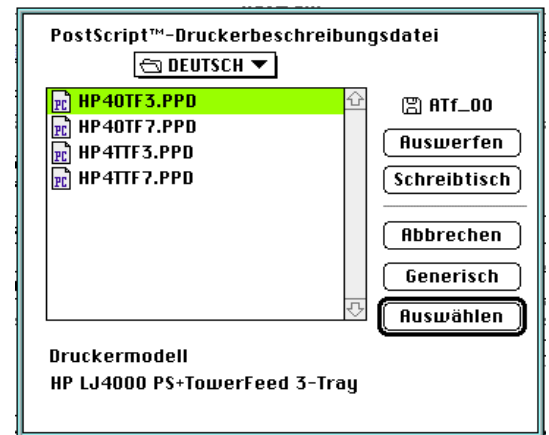 PostScript™-Druckerbeschreibungsdatei
DEUTSCH
HP40TF3.PPD
HP40TF7.PPD
HP4TTF3.PPD
HP4TTF7.PPD
ATf_00
Auswerfen
Schreibtisch
Abbrechen
Generisch
Auswählen
Druckermodell
HP LJ4000 PS+TowerFeed 3-Tray